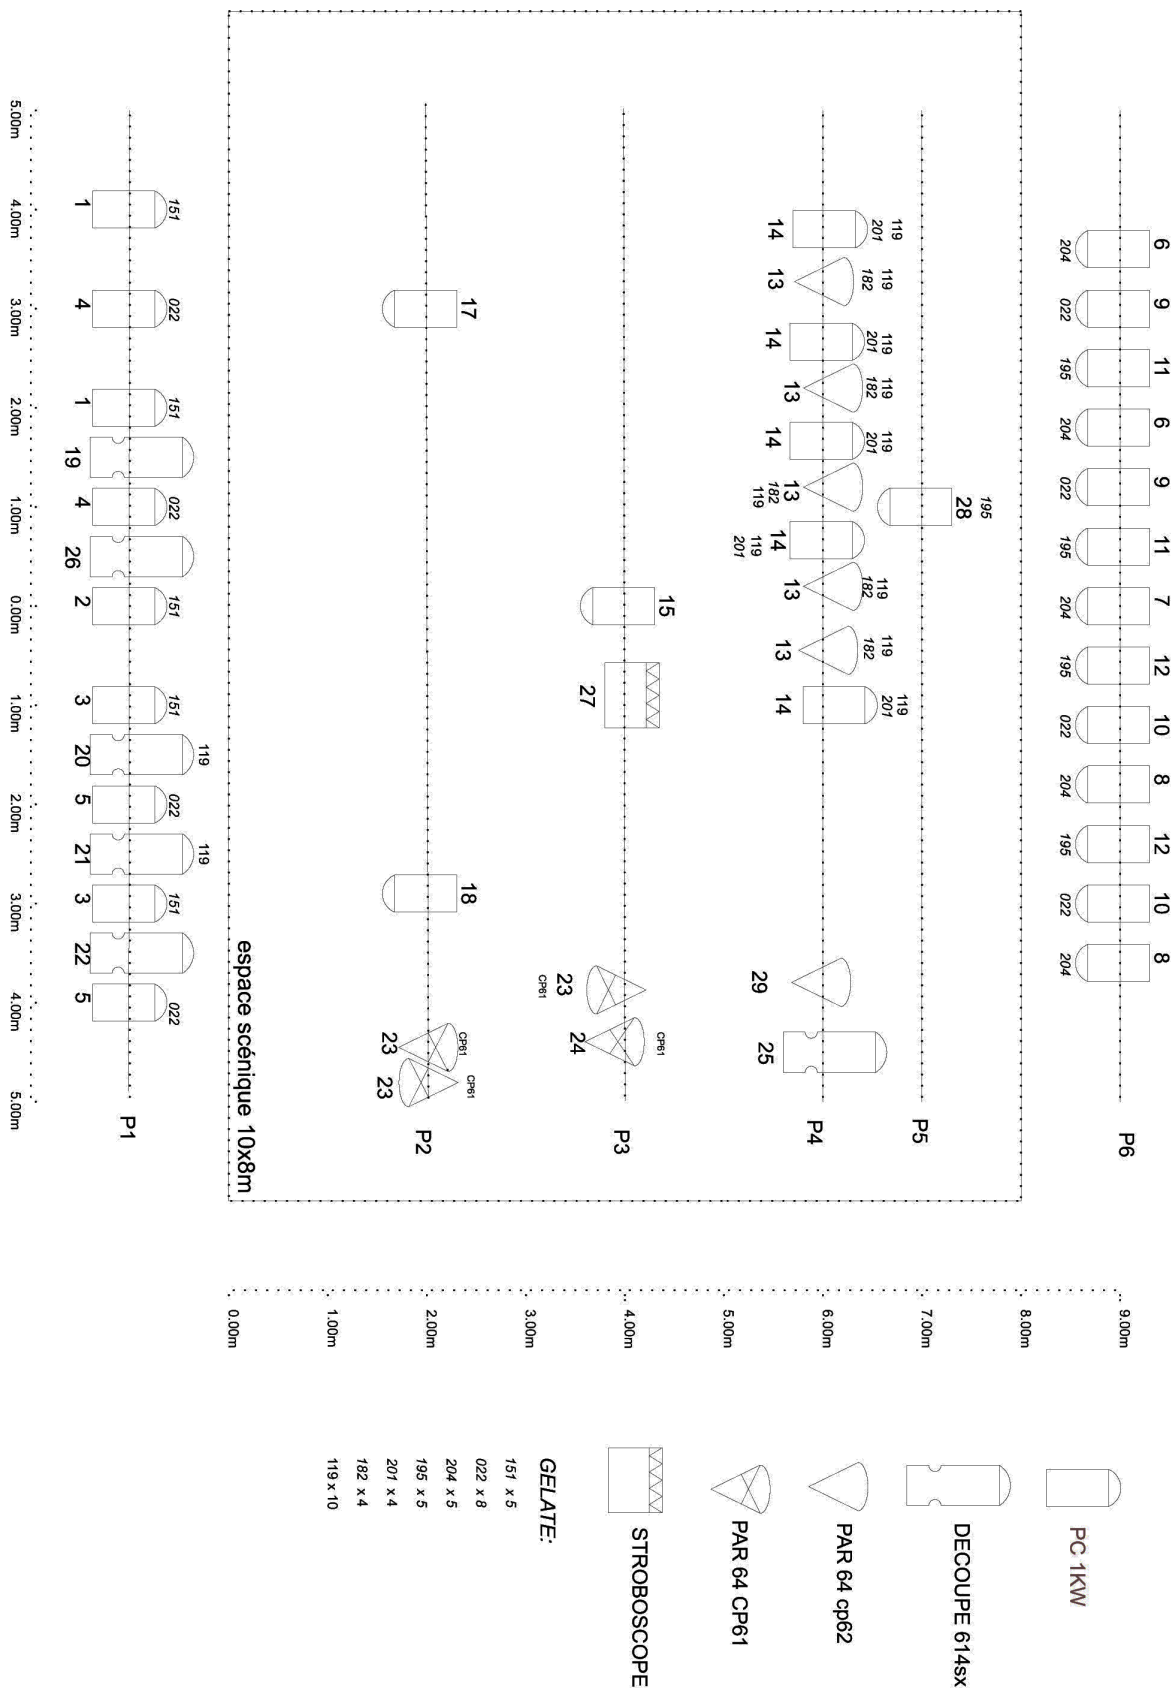 6 9 11 6 9 11 7 12 10 8 12 10 8
P6
204 022 195 204 022 195 204 195 022 204 195 022 204
195
28
P5
119 119 119 119 119 119 119 119
201 182 201 182 201 182 182 201
P4
14 13 14 13 14 13 14 13 13 14 29 25
182 119
119 201
15 CP61
P3
27 23 24
CP61
17 18 CP61 CP61
P2
23 23
espace scénique 10x8m
119 119
151 022 151 022 151 151 022 151 022
P1
1 4 1 19 4 26 2 3 20 5 21 3 22 5
5.00m 4.00m 3.00m 2.00m 1.00m 0.00m 1.00m 2.00m 3.00m 4.00m 5.00m
9.00m
8.00m
7.00m
6.00m
5.00m
4.00m
3.00m
2.00m
1.00m
0.00m
PC 1KW
DECOUPE 614sx
PAR 64 cp62
PAR 64 CP61
STROBOSCOPE
GELATE:
151 x 5
022 x 8
204 x 5
195 x 5
201 x 4
182 x 4
119 x 10